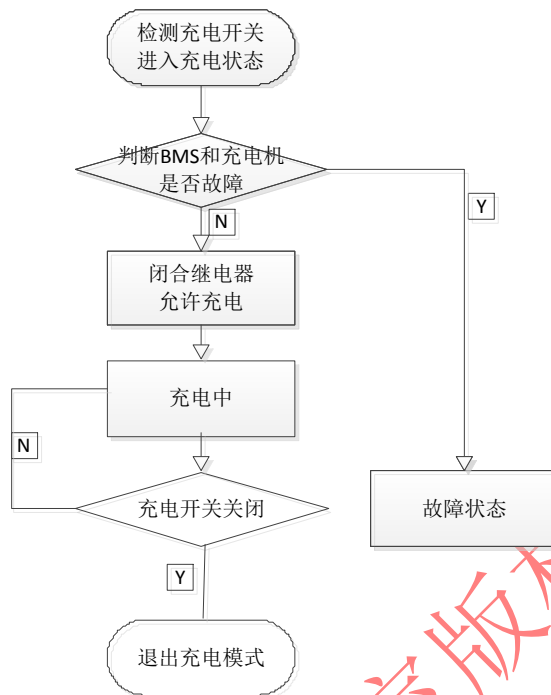 检测充电开关
进入充电状态
判断BMS和充电机
是否故障
Y
N
闭合继电器
允许充电
充电中
N
充电开关关闭
故障状态
Y
退出充电模式
版